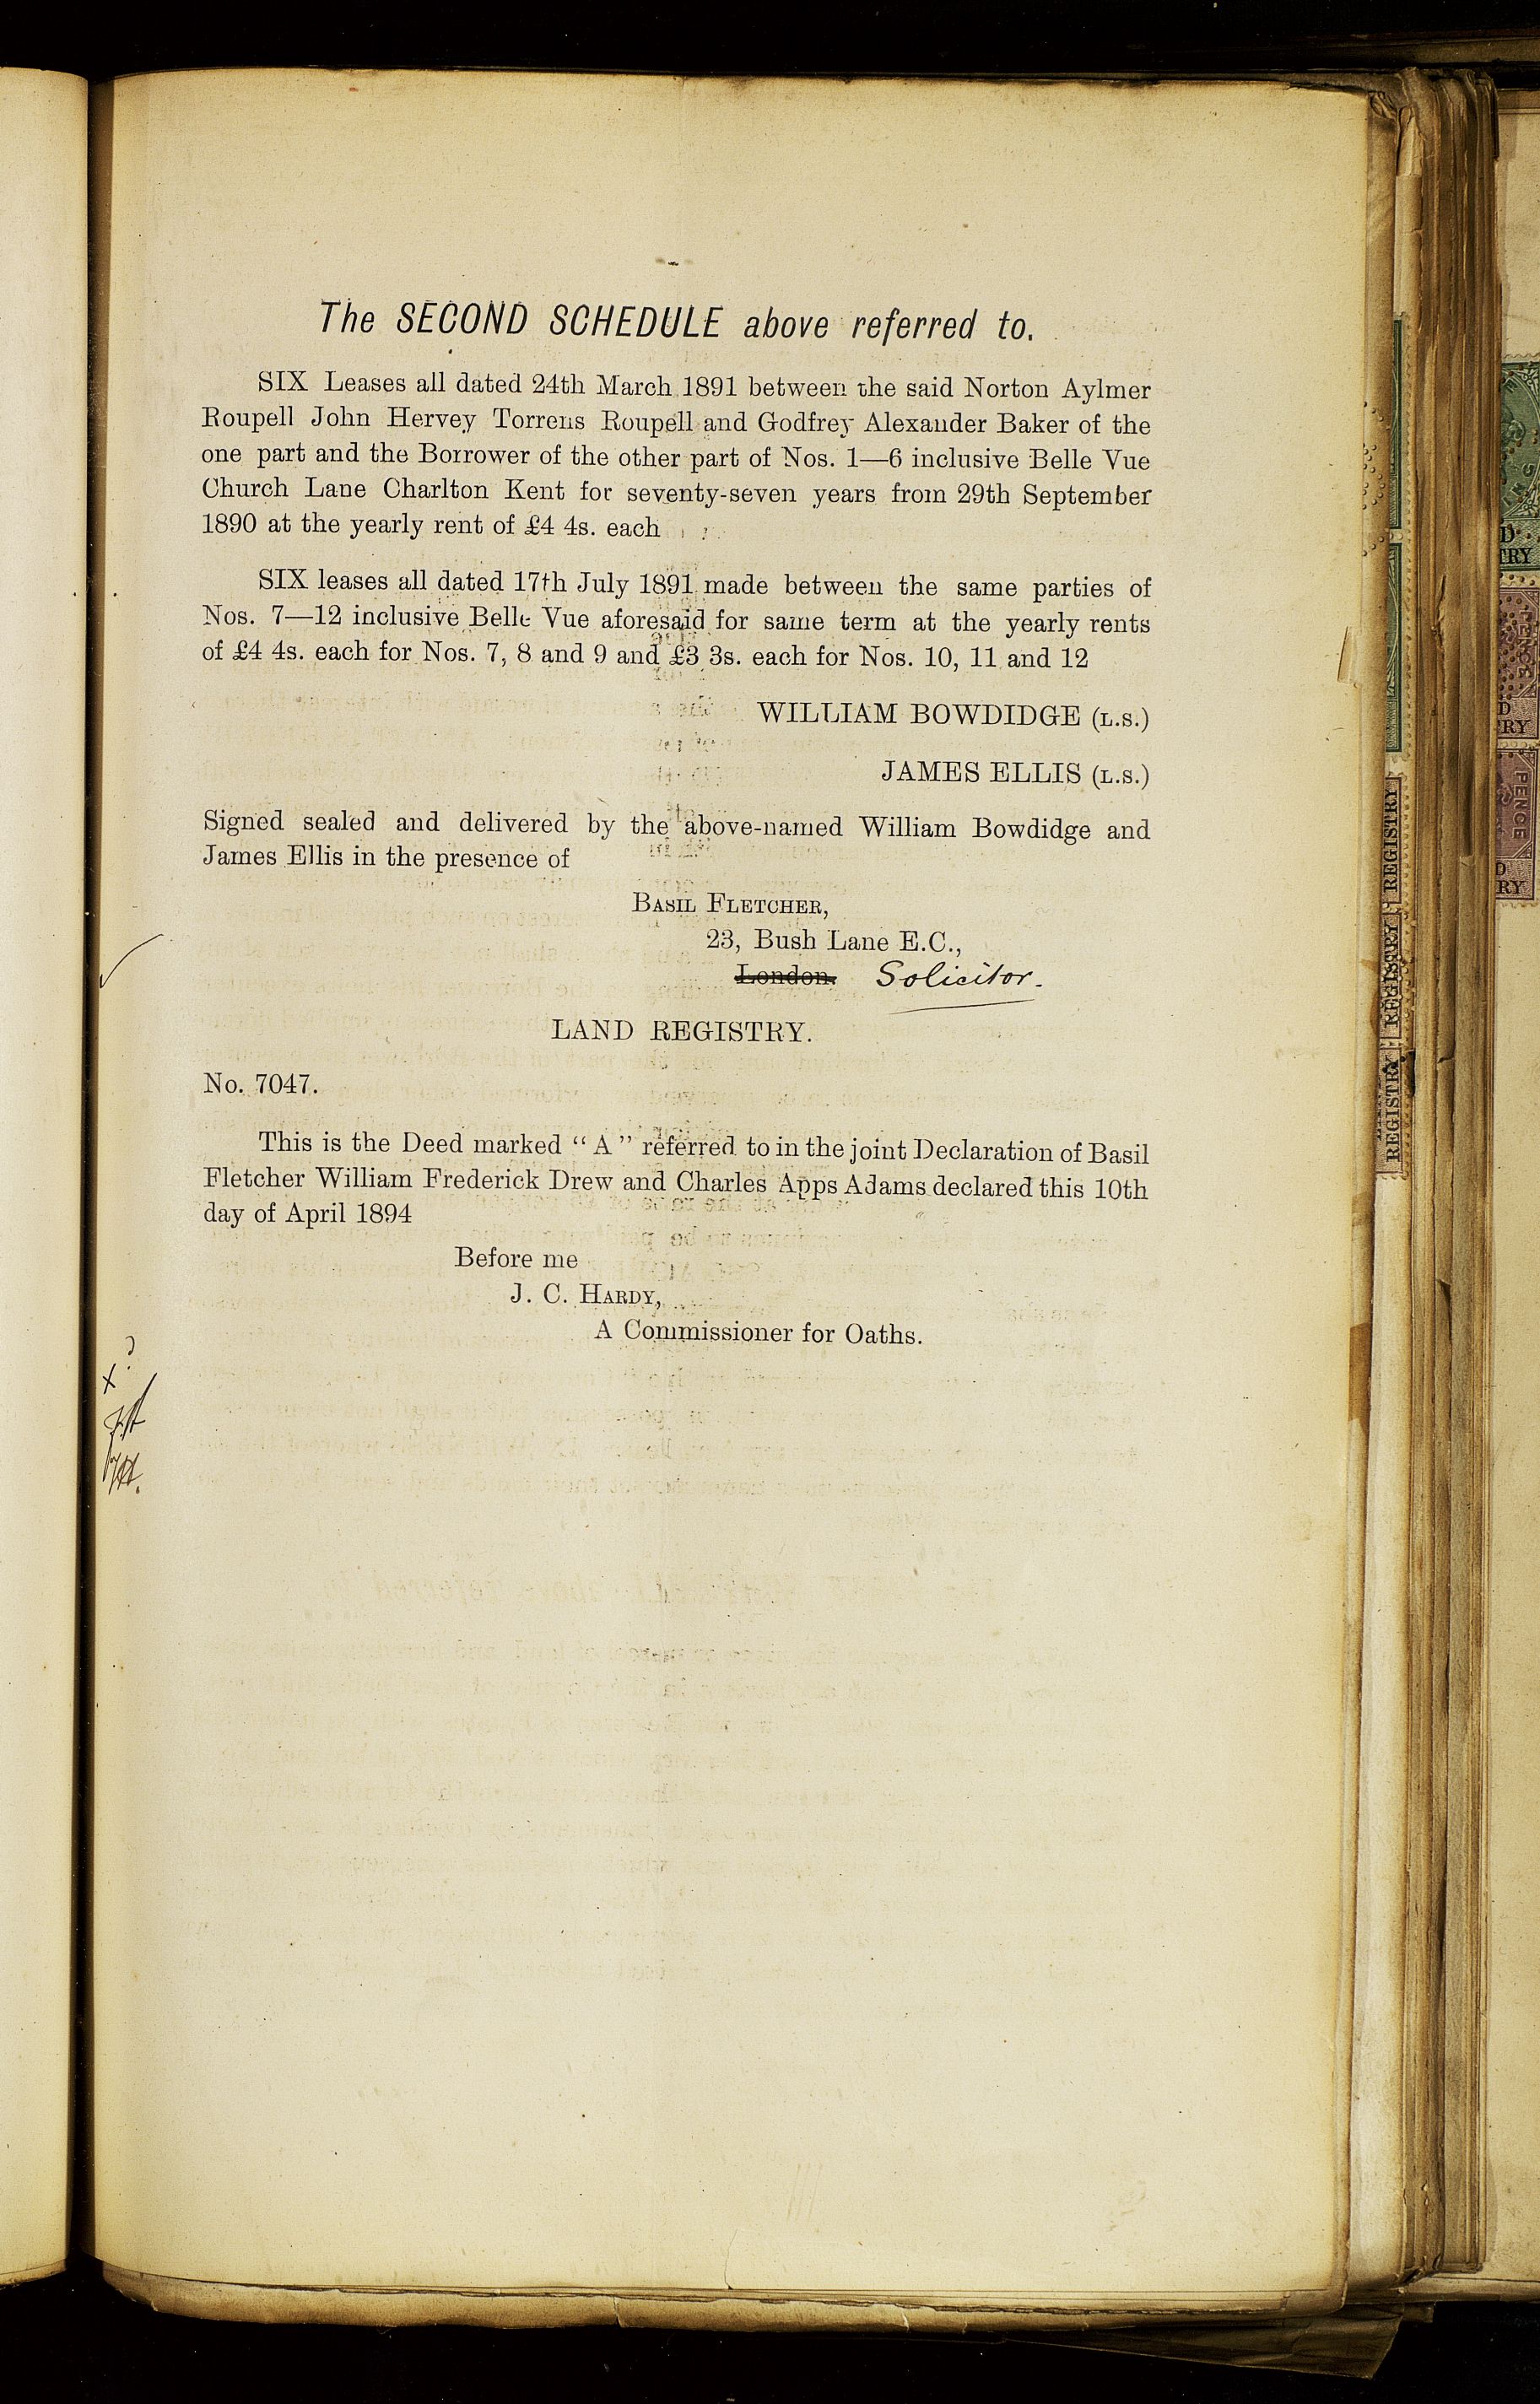 The SECOND SCHEDULE above referred to.
SIX Leases all dated 24th March 1891 between the said Norton Aylmer
Roupell John Hervey Torrens Roupell and Godfrey Alexander Baker of the
one part and the Borrower of the other part of Nos. 1—6 inclusive Belle Vue
Church Lane Charlton Kent for seventy-seven years from 29th September
1890 at the yearly rent of £4 4s. each
SIX leases all dated 17th July 1891 made between the same parties of
Nos. 7—12 inclusive Belle Vue aforesaid for same term at the yearly rents
of £4 4s. each for Nos. 7, 8 and 9 and £3 3s. each for Nos. 10, 11 and 12
WILLIAM BOWDIDGE (L.S.)
JAMES ELLIS (L.S.)
Signed sealed and delivered by the above-named William Bowdidge and
James Ellis in the presence of
BASIL FLETCHER,
23, Bush Lane E.C.,
London. Solicitor.
LAND REGISTRY.
No. 7047.
This is the Deed marked “A” referred to in the joint Declaration of Basil
Fletcher William Frederick Drew and Charles Apps Adams declared this 10th
day of April 1894
Before me
J. C. HARDY,
A Commissioner for Oaths.
REGISTRY
REGISTRY
REGISTRY
PENCE
PENCE